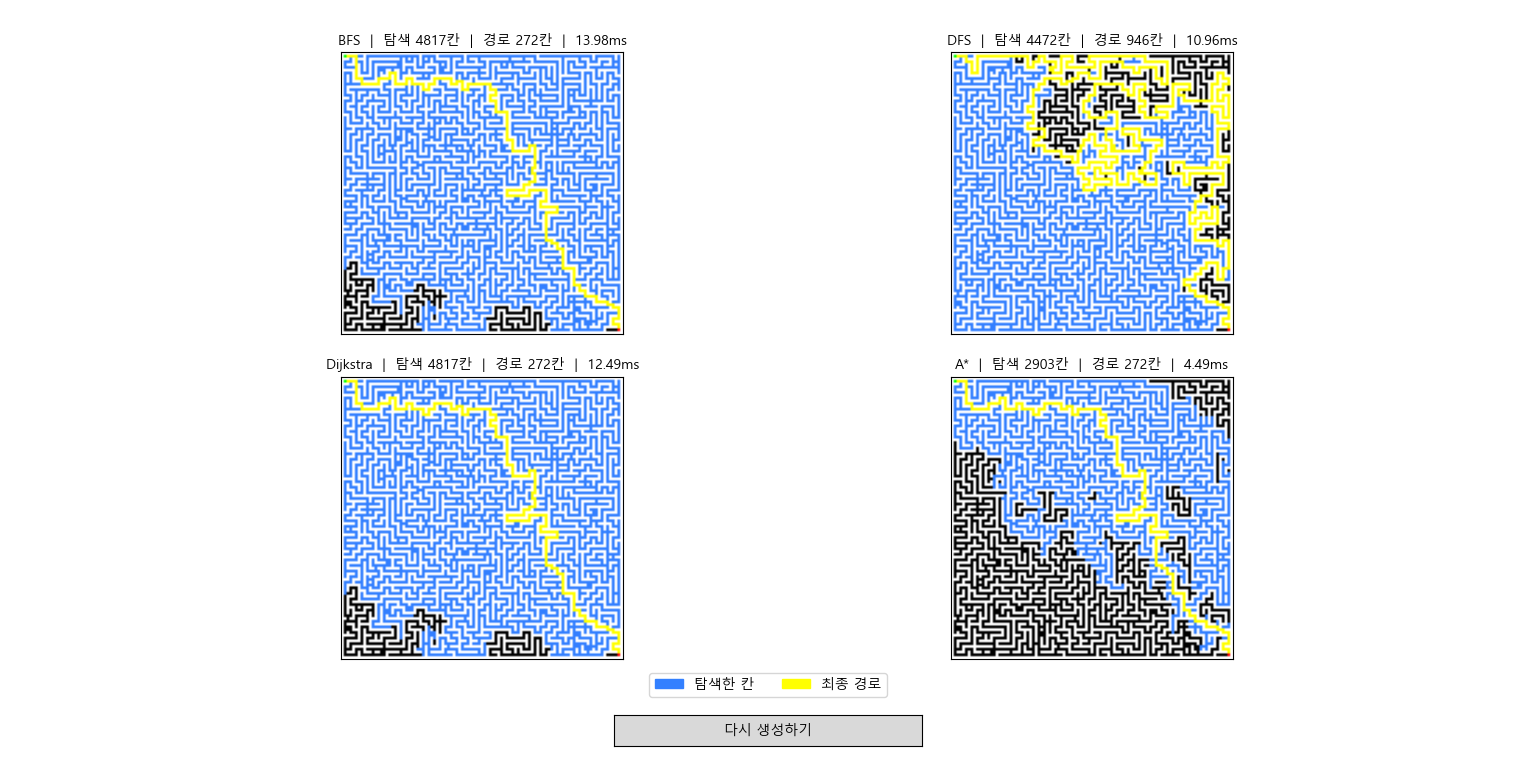 BFS | 탐색 4817칸 | 경로 272칸 | 13.98ms
DFS | 탐색 4472칸 | 경로 946칸 | 10.96ms
Dijkstra | 탐색 4817칸 | 경로 272칸 | 12.49ms
A* | 탐색 2903칸 | 경로 272칸 | 4.49ms
탐색한 칸
최종 경로
다시 생성하기